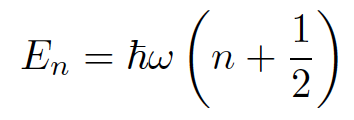 E_n = ħω (n + 1/2)